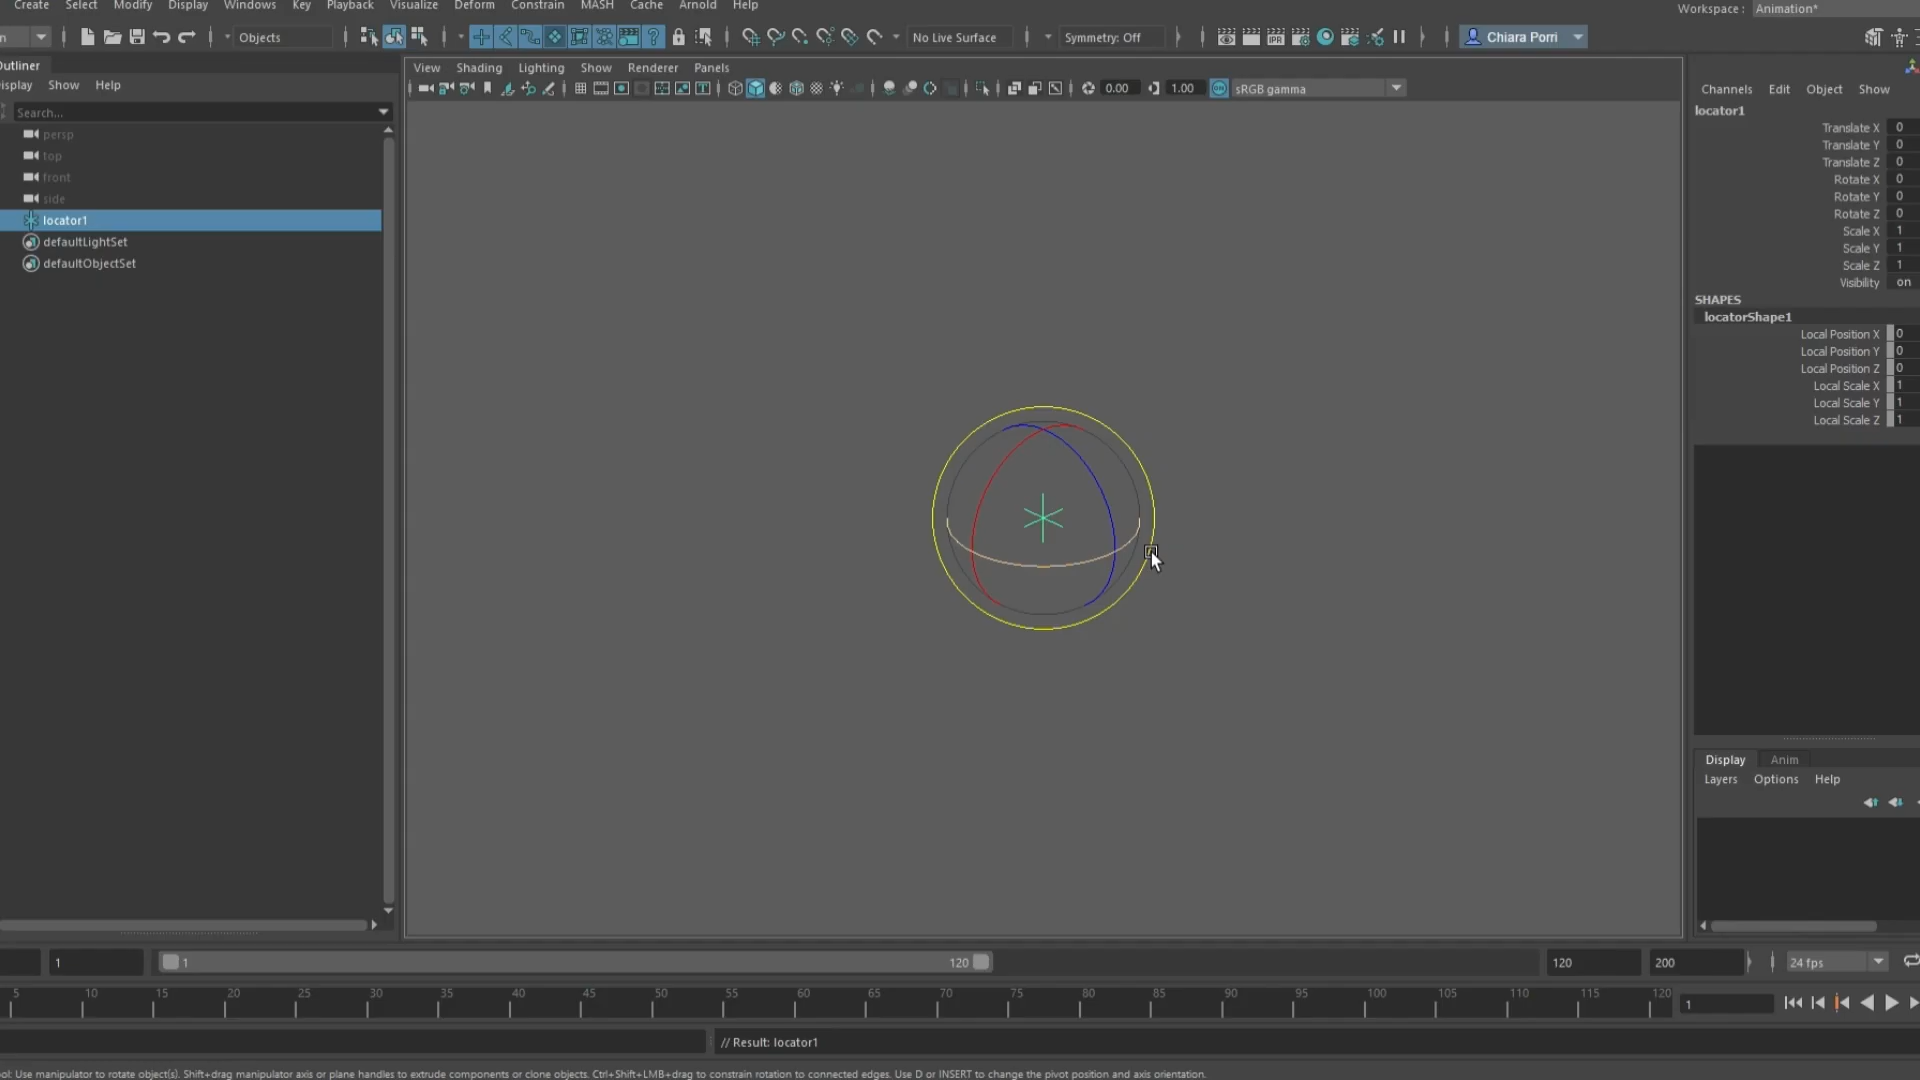 Create Select Modify Display Windows Key Playback Visualize Deform Constrain MASH Cache Arnold Help
Workspace : Animation*
n Objects No Live Surface Symmetry: Off Chiara Porri
Outliner
isplay Show Help
Search...
persp
top
front
side
locator1
defaultLightSet
defaultObjectSet
View Shading Lighting Show Renderer Panels
0.00 1.00 ON sRGB gamma
Channels Edit Object Show
locator1
Translate X 0
Translate Y 0
Translate Z 0
Rotate X 0
Rotate Y 0
Rotate Z 0
Scale X 1
Scale Y 1
Scale Z 1
Visibility on
SHAPES
locatorShape1
Local Position X 0
Local Position Y 0
Local Position Z 0
Local Scale X 1
Local Scale Y 1
Local Scale Z 1
Display Anim
Layers Options Help
1 1 120 120 200 24 fps
5 10 15 20 25 30 35 40 45 50 55 60 65 70 75 80 85 90 95 100 105 110 115 120 1
// Result: locator1
ol: Use manipulator to rotate object(s). Shift+drag manipulator axis or plane handles to extrude components or clone objects. Ctrl+Shift+LMB+drag to constrain rotation to connected edges. Use D or INSERT to change the pivot position and axis orientation.